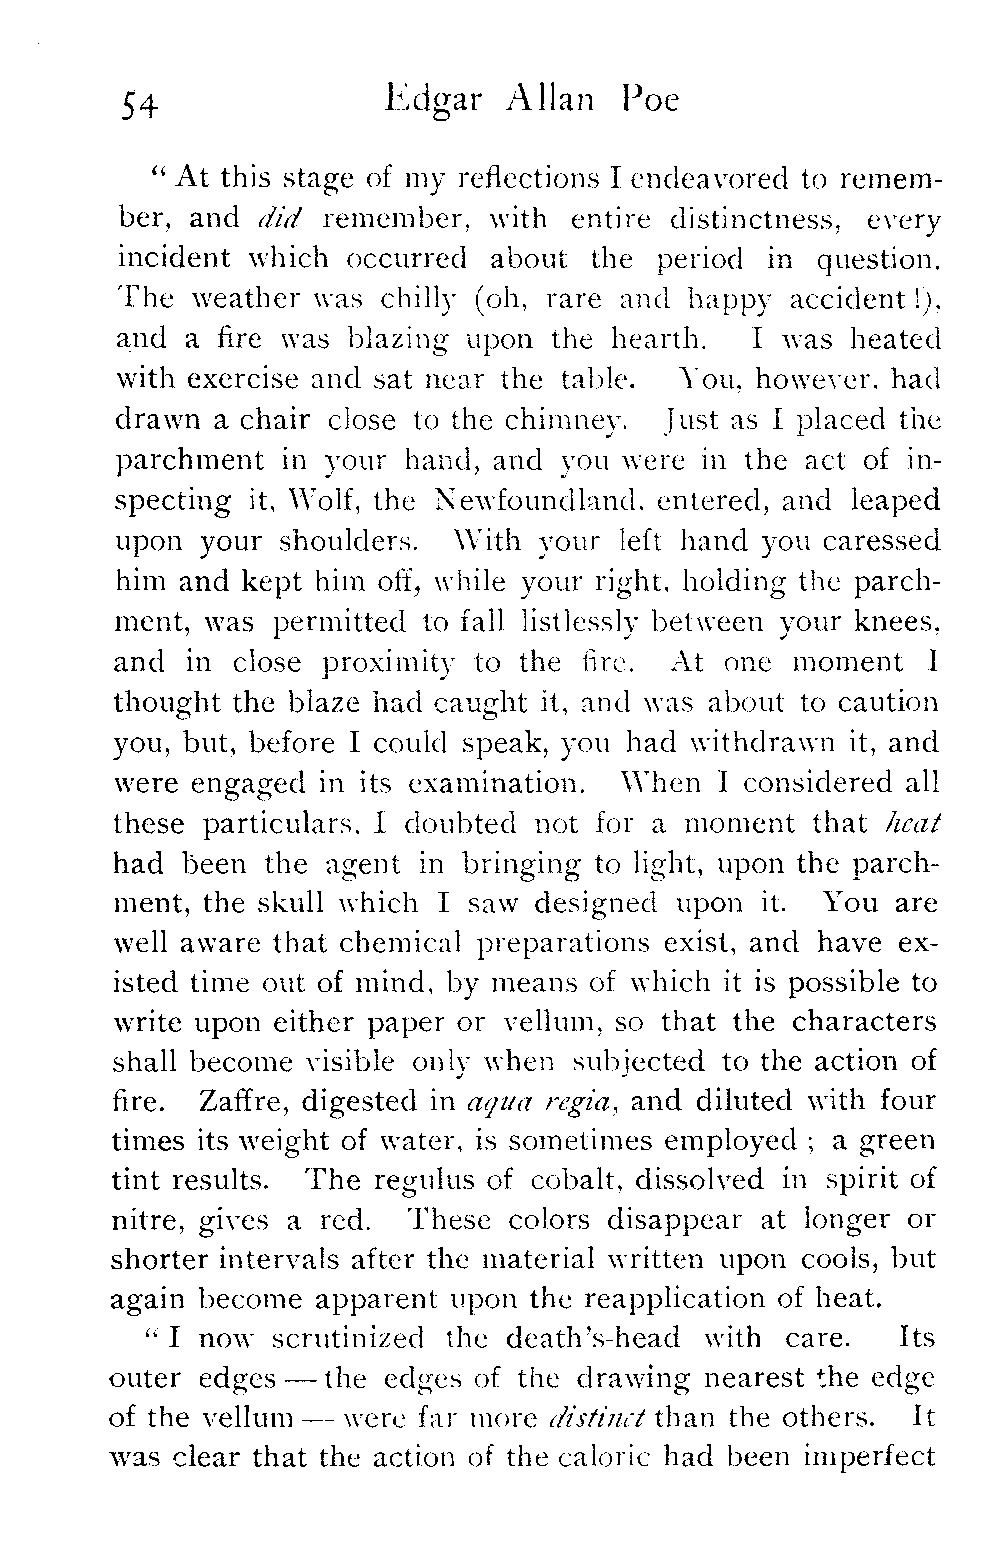 54 Edgar Allan Poe
“ At this stage of my reflections I endeavored to remem-
ber, and did remember, with entire distinctness, every
incident which occurred about the period in question.
The weather was chilly (oh, rare and happy accident !),
and a fire was blazing upon the hearth. I was heated
with exercise and sat near the table. You, however, had
drawn a chair close to the chimney. Just as I placed the
parchment in your hand, and you were in the act of in-
specting it, Wolf, the Newfoundland, entered, and leaped
upon your shoulders. With your left hand you caressed
him and kept him off, while your right, holding the parch-
ment, was permitted to fall listlessly between your knees,
and in close proximity to the fire. At one moment I
thought the blaze had caught it, and was about to caution
you, but, before I could speak, you had withdrawn it, and
were engaged in its examination. When I considered all
these particulars, I doubted not for a moment that heat
had been the agent in bringing to light, upon the parch-
ment, the skull which I saw designed upon it. You are
well aware that chemical preparations exist, and have ex-
isted time out of mind, by means of which it is possible to
write upon either paper or vellum, so that the characters
shall become visible only when subjected to the action of
fire. Zaffre, digested in aqua regia, and diluted with four
times its weight of water, is sometimes employed ; a green
tint results. The regulus of cobalt, dissolved in spirit of
nitre, gives a red. These colors disappear at longer or
shorter intervals after the material written upon cools, but
again become apparent upon the reapplication of heat.
“ I now scrutinized the death's-head with care. Its
outer edges — the edges of the drawing nearest the edge
of the vellum — were far more distinct than the others. It
was clear that the action of the caloric had been imperfect